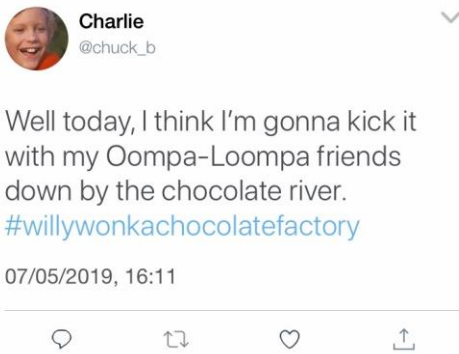 Charlie
@chuck_b
Well today, I think I'm gonna kick it
with my Oompa-Loompa friends
down by the chocolate river.
#willywonkachocolatefactory
07/05/2019, 16:11